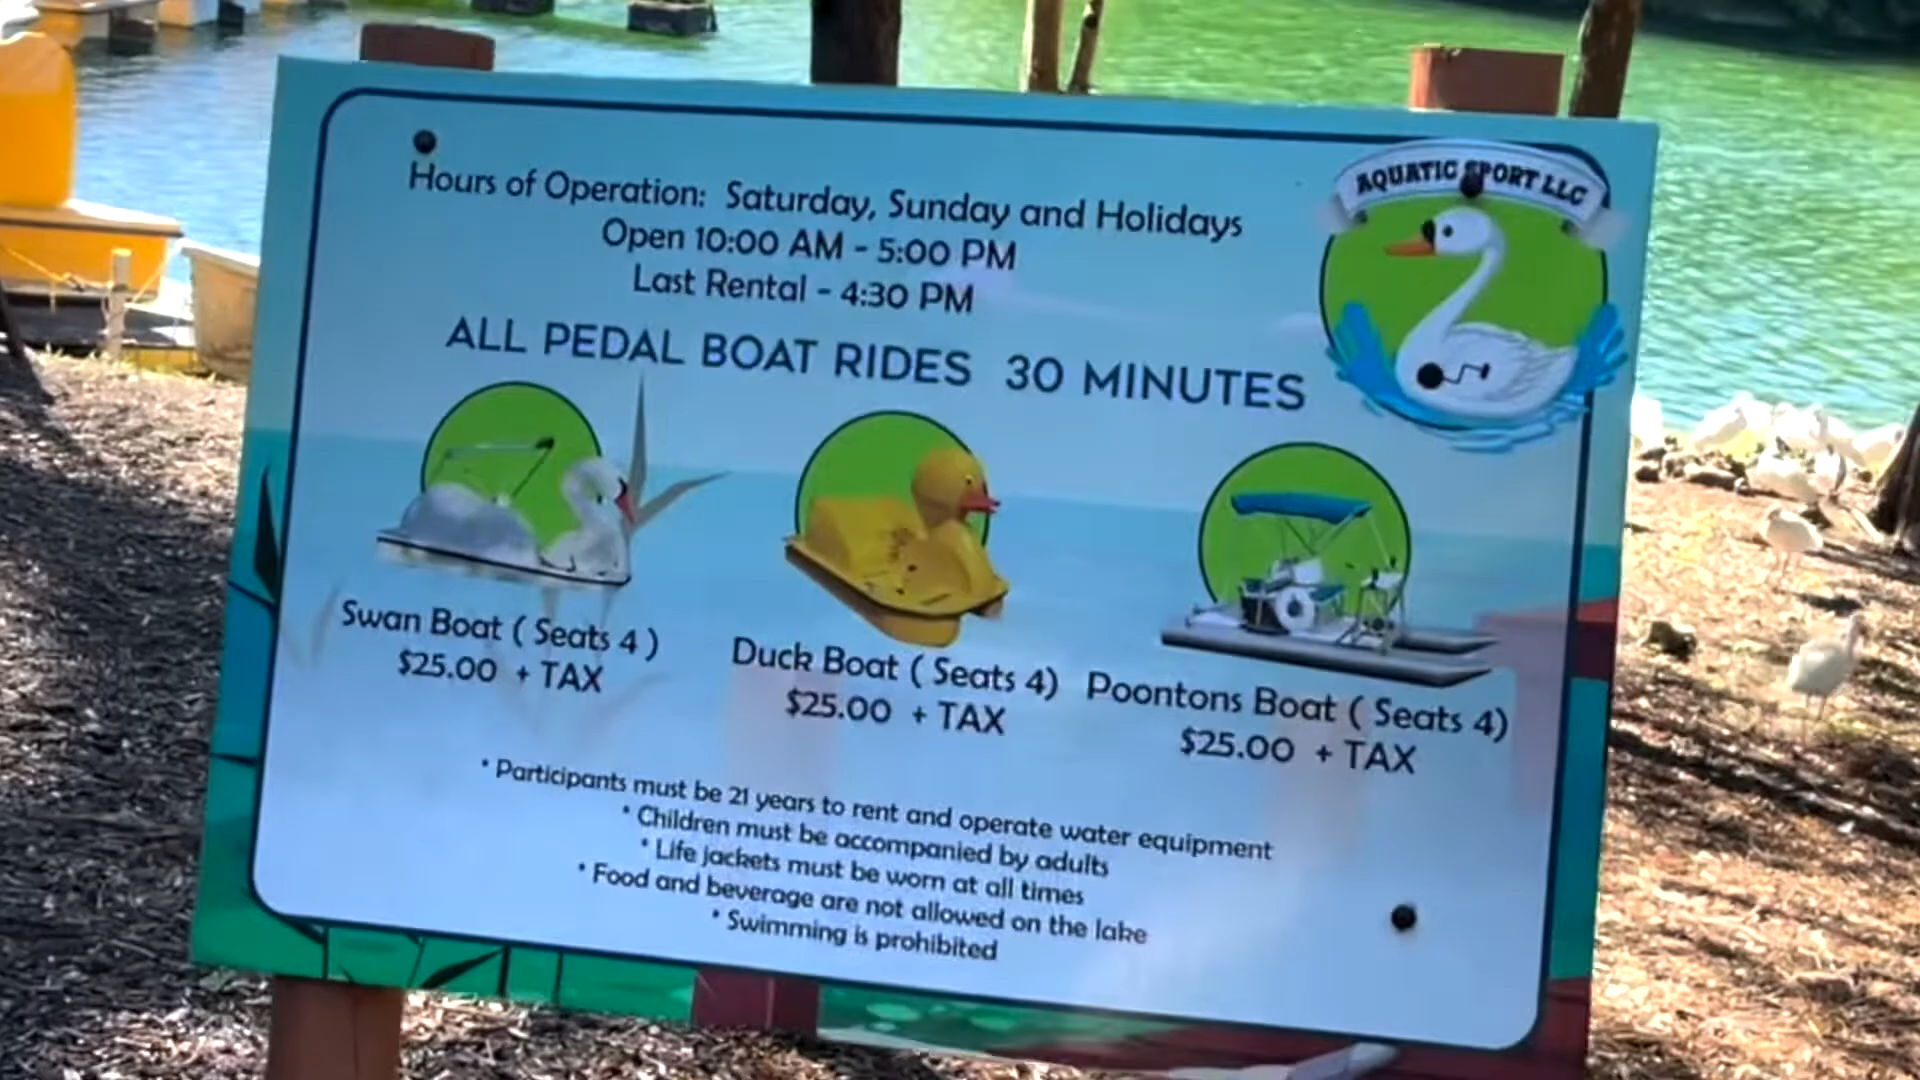 AQUATIC SPORT LLC
Hours of Operation: Saturday, Sunday and Holidays
Open 10:00 AM - 5:00 PM
Last Rental - 4:30 PM
ALL PEDAL BOAT RIDES 30 MINUTES
Swan Boat ( Seats 4 )
$25.00 + TAX
Duck Boat ( Seats 4)
$25.00 + TAX
Poontons Boat ( Seats 4)
$25.00 + TAX
* Participants must be 21 years to rent and operate water equipment
* Children must be accompanied by adults
* Life jackets must be worn at all times
* Food and beverage are not allowed on the lake
* Swimming is prohibited